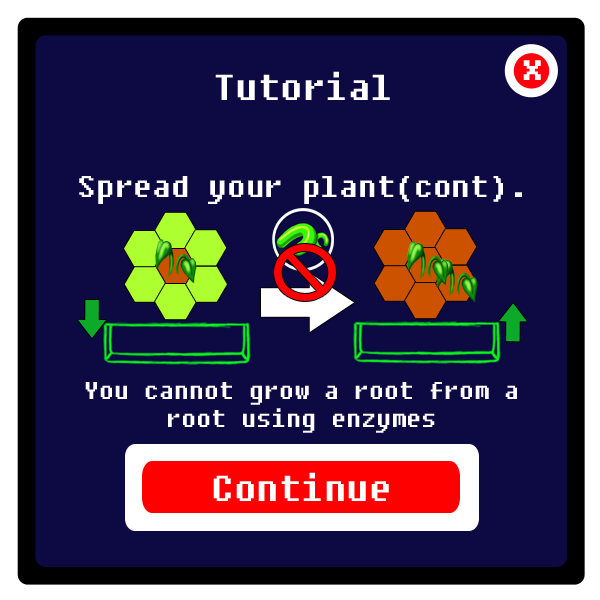 Tutorial
X
Spread your plant(cont).
You cannot grow a root from a
root using enzymes
Continue